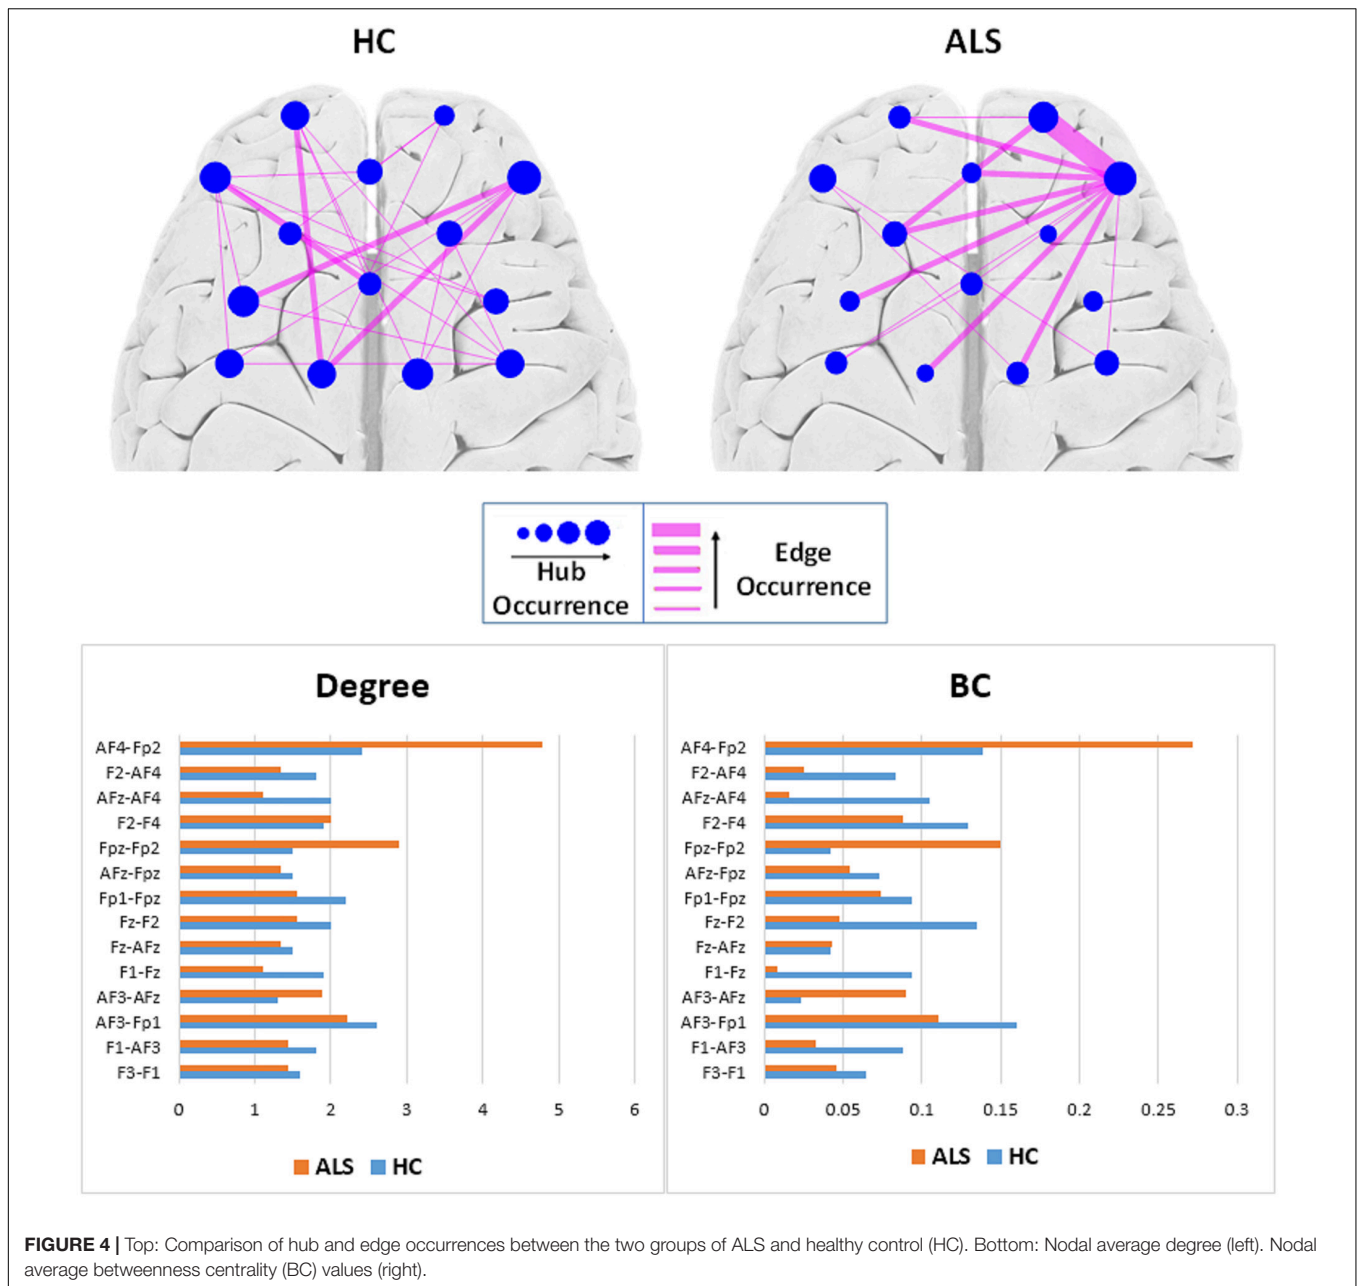 HC
ALS
Hub
Occurrence
Edge
Occurrence
Degree
AF4-Fp2
F2-AF4
AFz-AF4
F2-F4
Fpz-Fp2
AFz-Fpz
Fp1-Fpz
Fz-F2
Fz-AFz
F1-Fz
AF3-AFz
AF3-Fp1
F1-AF3
F3-F1
0 1 2 3 4 5 6
ALS HC
BC
AF4-Fp2
F2-AF4
AFz-AF4
F2-F4
Fpz-Fp2
AFz-Fpz
Fp1-Fpz
Fz-F2
Fz-AFz
F1-Fz
AF3-AFz
AF3-Fp1
F1-AF3
F3-F1
0 0.05 0.1 0.15 0.2 0.25 0.3
ALS HC
FIGURE 4 | Top: Comparison of hub and edge occurrences between the two groups of ALS and healthy control (HC). Bottom: Nodal average degree (left). Nodal
average betweenness centrality (BC) values (right).